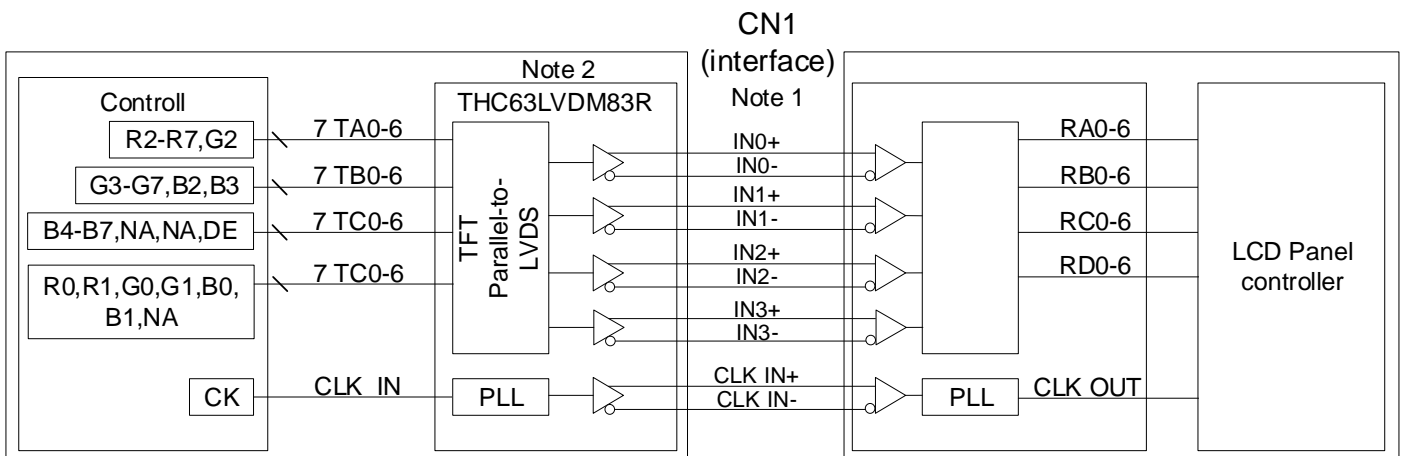 CN1
(interface)
Note 1
Note 2
THC63LVDM83R
Controll
R2-R7,G2
G3-G7,B2,B3
B4-B7,NA,NA,DE
R0,R1,G0,G1,B0,
B1,NA
CK
7 TA0-6
7 TB0-6
7 TC0-6
7 TC0-6
CLK IN
TFT
Parallel-to-
LVDS
PLL
IN0+
IN0-
IN1+
IN1-
IN2+
IN2-
IN3+
IN3-
CLK IN+
CLK IN-
PLL
RA0-6
RB0-6
RC0-6
RD0-6
CLK OUT
LCD Panel
controller